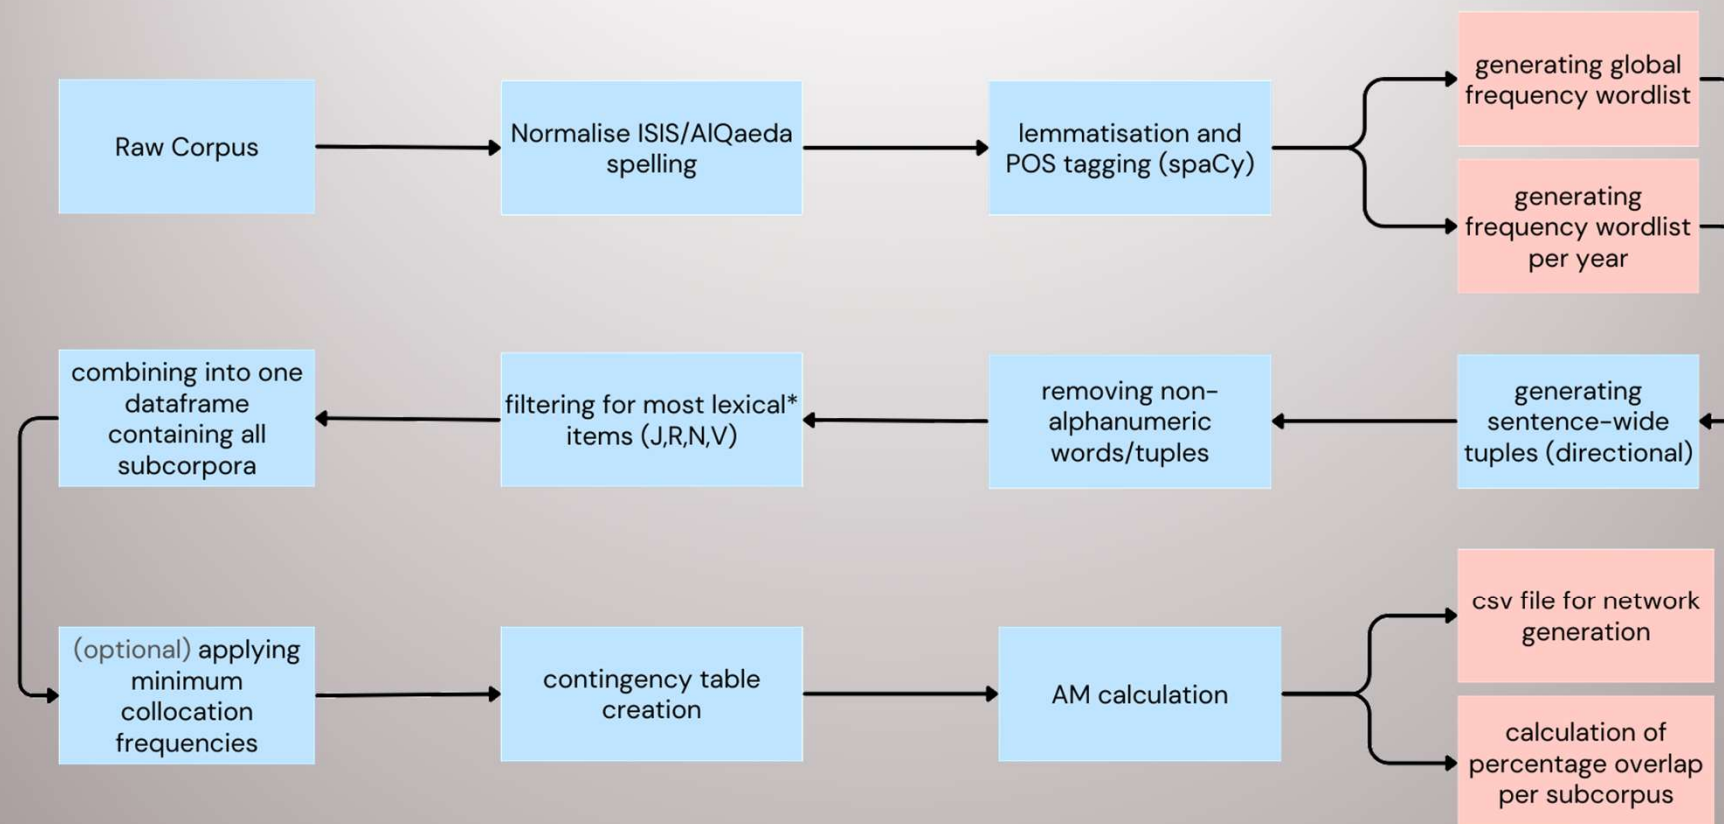 Raw Corpus
Normalise ISIS/AlQaeda
spelling
lemmatisation and
POS tagging (spaCy)
generating global
frequency wordlist
generating
frequency wordlist
per year
combining into one
dataframe
containing all
subcorpora
filtering for most lexical*
items (J,R,N,V)
removing non-
alphanumeric
words/tuples
generating
sentence-wide
tuples (directional)
(optional) applying
minimum
collocation
frequencies
contingency table
creation
AM calculation
csv file for network
generation
calculation of
percentage overlap
per subcorpus